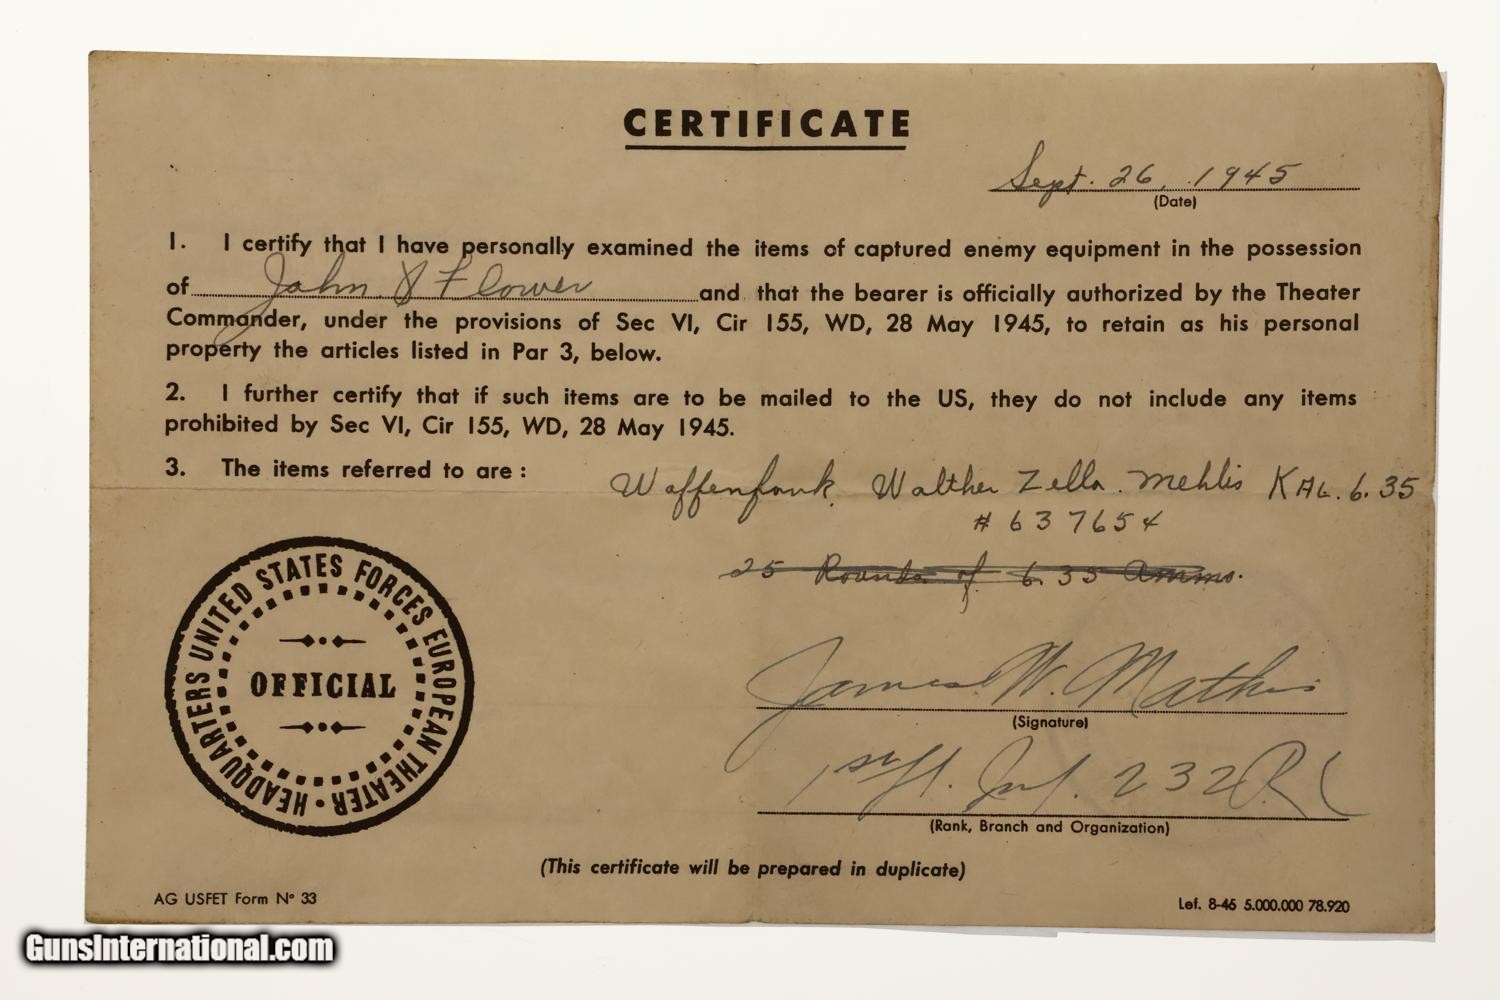 CERTIFICATE
Sept. 26, 1945
(Date)
1. I certify that I have personally examined the items of captured enemy equipment in the possession
of John Flower and that the bearer is officially authorized by the Theater
Commander, under the provisions of Sec VI, Cir 155, WD, 28 May 1945, to retain as his personal
property the articles listed in Par 3, below.
2. I further certify that if such items are to be mailed to the US, they do not include any items
prohibited by Sec VI, Cir 155, WD, 28 May 1945.
3. The items referred to are :
Walther Zella. Mehlis KAL. 6.35
# 637654
25 Rounds of 6.35 Ammo.
HEADQUARTERS UNITED STATES FORCES EUROPEAN THEATER •
OFFICIAL
James W. Mathis
(Signature)
1st Lt. Inf. 232
(Rank, Branch and Organization)
(This certificate will be prepared in duplicate)
AG USFET Form Nº 33
Lef. 8-45 5.000.000 78.920
GunsInternational.com